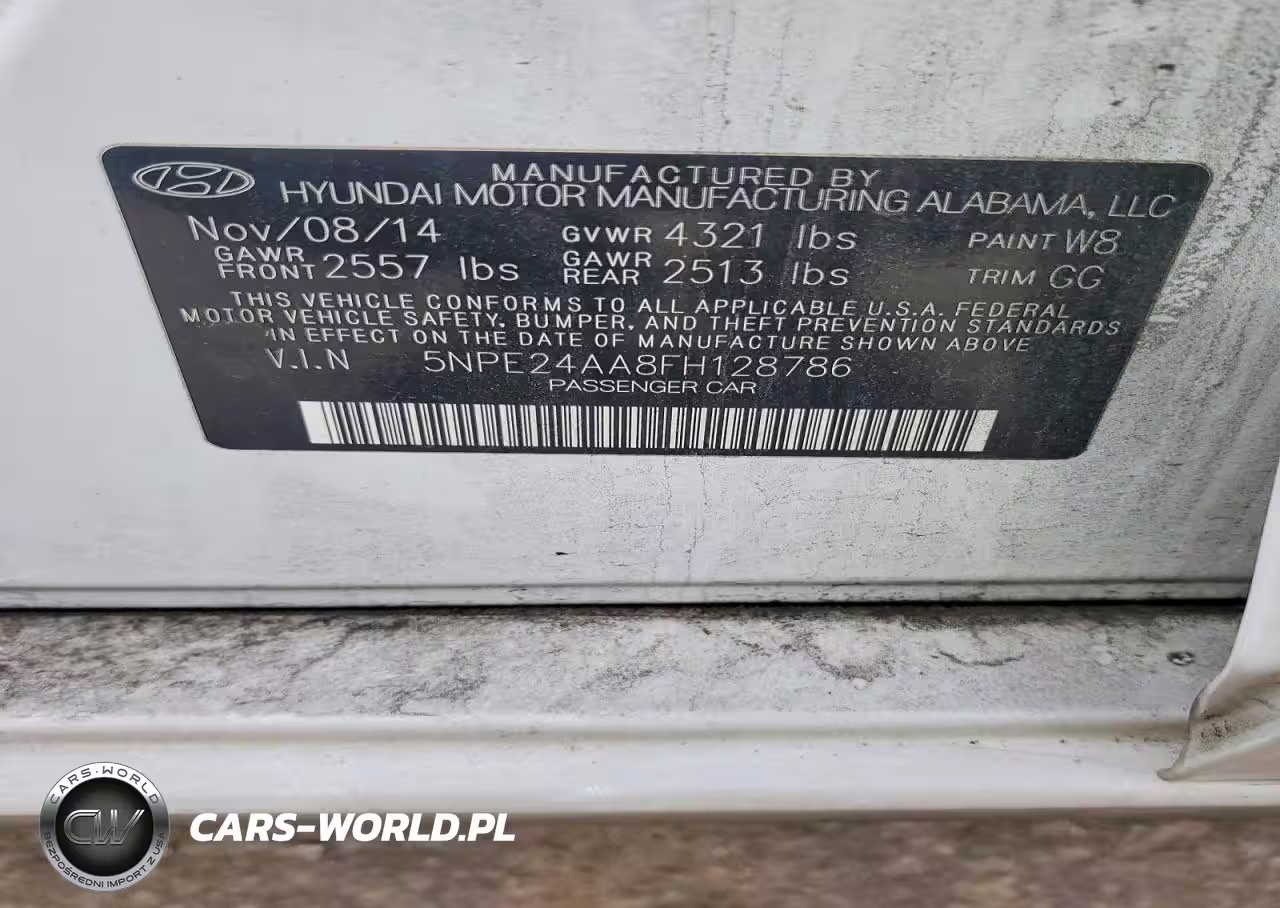 MANUFACTURED BY
HYUNDAI MOTOR MANUFACTURING ALABAMA, LLC
Nov/08/14 GVWR 4321 lbs PAINT W8
GAWR FRONT 2557 lbs GAWR REAR 2513 lbs TRIM GG
THIS VEHICLE CONFORMS TO ALL APPLICABLE U.S.A. FEDERAL
MOTOR VEHICLE SAFETY, BUMPER, AND THEFT PREVENTION STANDARDS
IN EFFECT ON THE DATE OF MANUFACTURE SHOWN ABOVE
V.I.N 5NPE24AA8FH128786
PASSENGER CAR
CARS-WORLD
CW
BEZPOŚREDNI IMPORT Z USA
CARS-WORLD.PL